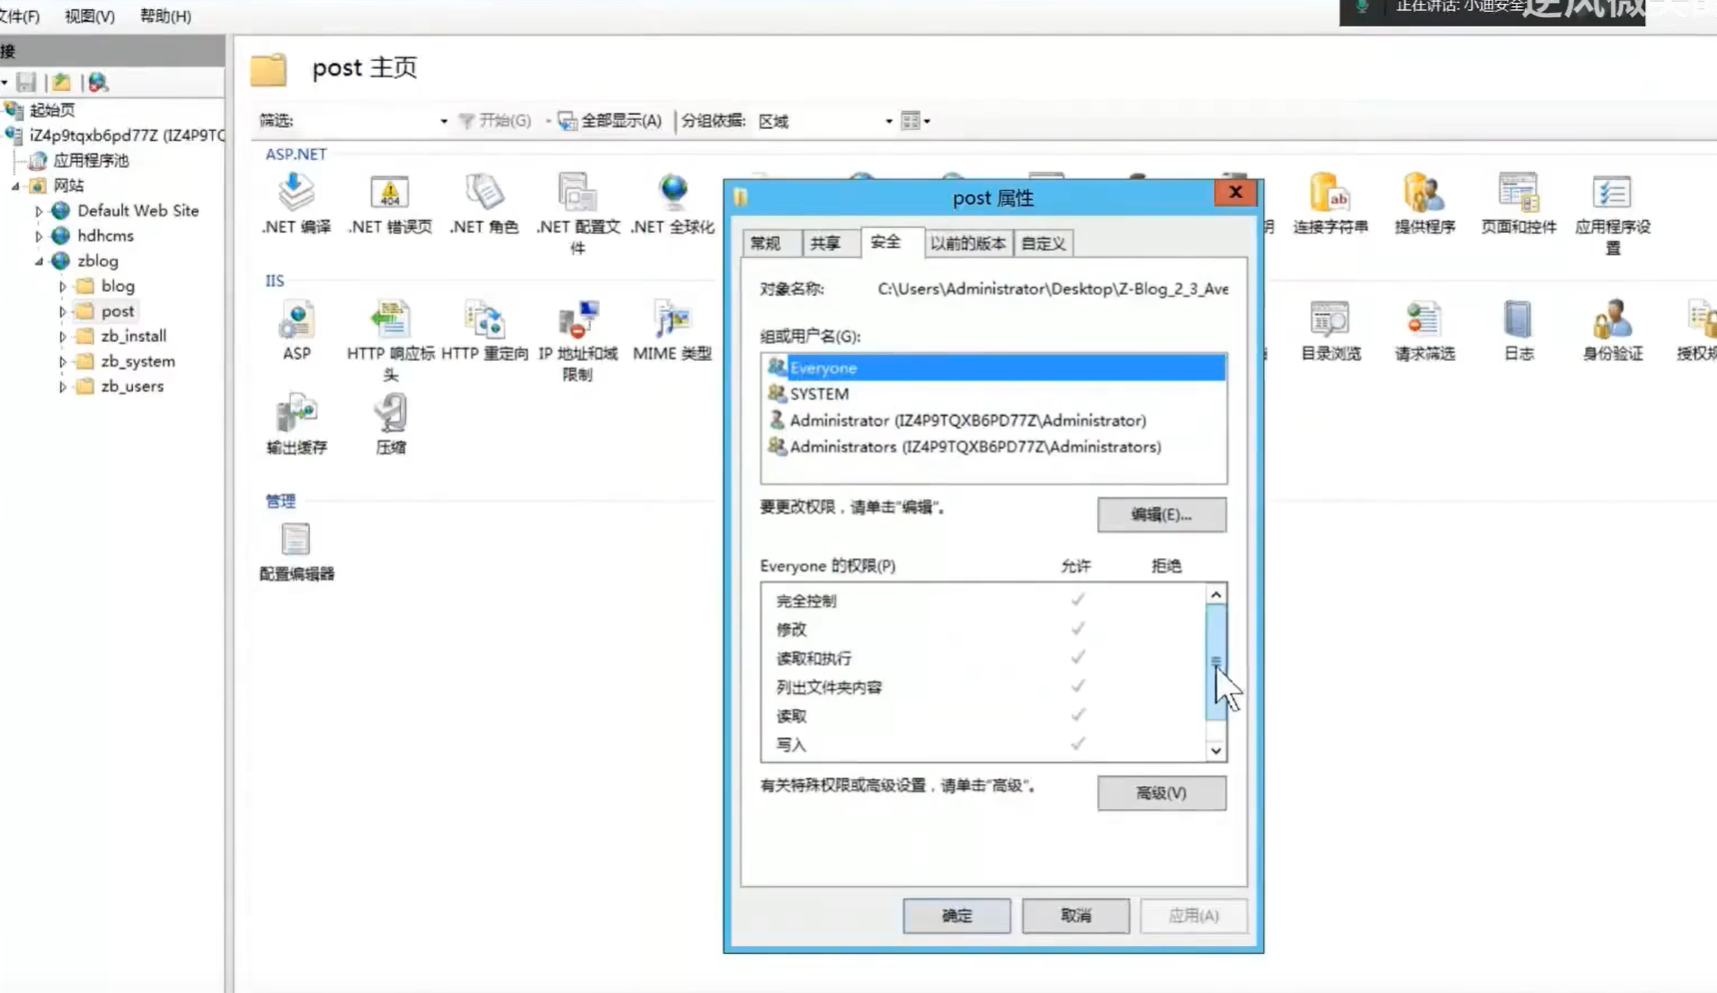 文件(F) 视图(V) 帮助(H)
正在讲话: 小迪安全
接
起始页
iZ4p9tqxb6pd77Z (IZ4P9TQ
应用程序池
网站
Default Web Site
hdhcms
zblog
blog
post
zb_install
zb_system
zb_users
post 主页
筛选: 开始(G) 全部显示(A) 分组依据: 区域
ASP.NET
.NET 编译 .NET 错误页 .NET 角色 .NET 配置文件 .NET 全球化 连接字符串 提供程序 页面和控件 应用程序设置
IIS
ASP HTTP 响应标头 HTTP 重定向 IP 地址和域限制 MIME 类型 目录浏览 请求筛选 日志 身份验证 授权规
输出缓存 压缩
管理
配置编辑器
post 属性
常规 共享 安全 以前的版本 自定义
对象名称: C:\Users\Administrator\Desktop\Z-Blog_2_3_Ave
组或用户名(G):
Everyone
SYSTEM
Administrator (IZ4P9TQXB6PD77Z\Administrator)
Administrators (IZ4P9TQXB6PD77Z\Administrators)
要更改权限，请单击"编辑"。
编辑(E)...
Everyone 的权限(P) 允许 拒绝
完全控制
修改
读取和执行
列出文件夹内容
读取
写入
有关特殊权限或高级设置，请单击"高级"。
高级(V)
确定 取消 应用(A)